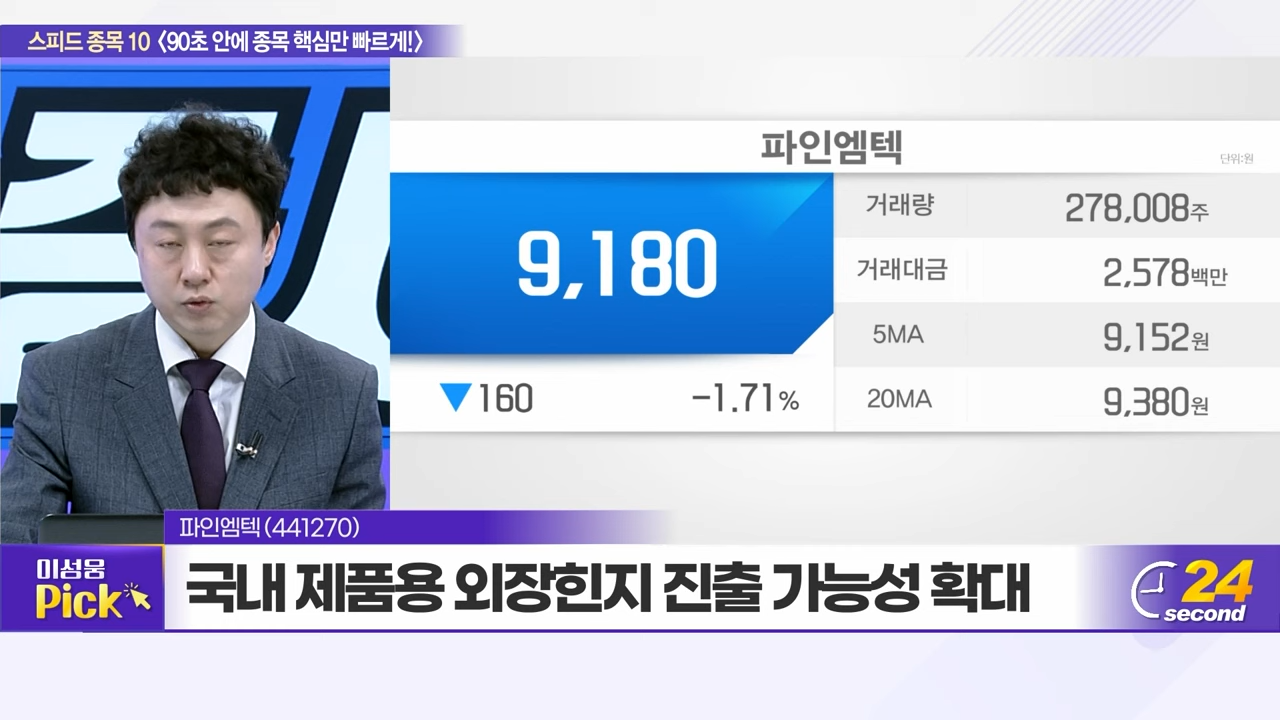 스피드 종목 10 〈90초 안에 종목 핵심만 빠르게!〉
파인엠텍
단위:원
9,180
▼160 -1.71%
거래량 278,008주
거래대금 2,578백만
5MA 9,152원
20MA 9,380원
파인엠텍(441270)
이성웅
Pick
국내 제품용 외장힌지 진출 가능성 확대
24
second